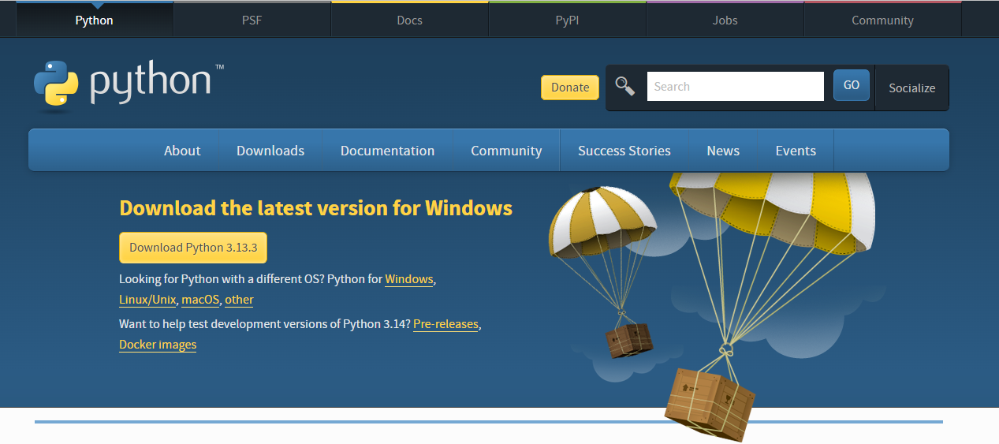 Python PSF Docs PyPI Jobs Community
python™
Donate Search GO Socialize
About Downloads Documentation Community Success Stories News Events
Download the latest version for Windows
Download Python 3.13.3
Looking for Python with a different OS? Python for Windows,
Linux/Unix, macOS, other
Want to help test development versions of Python 3.14? Pre-releases,
Docker images